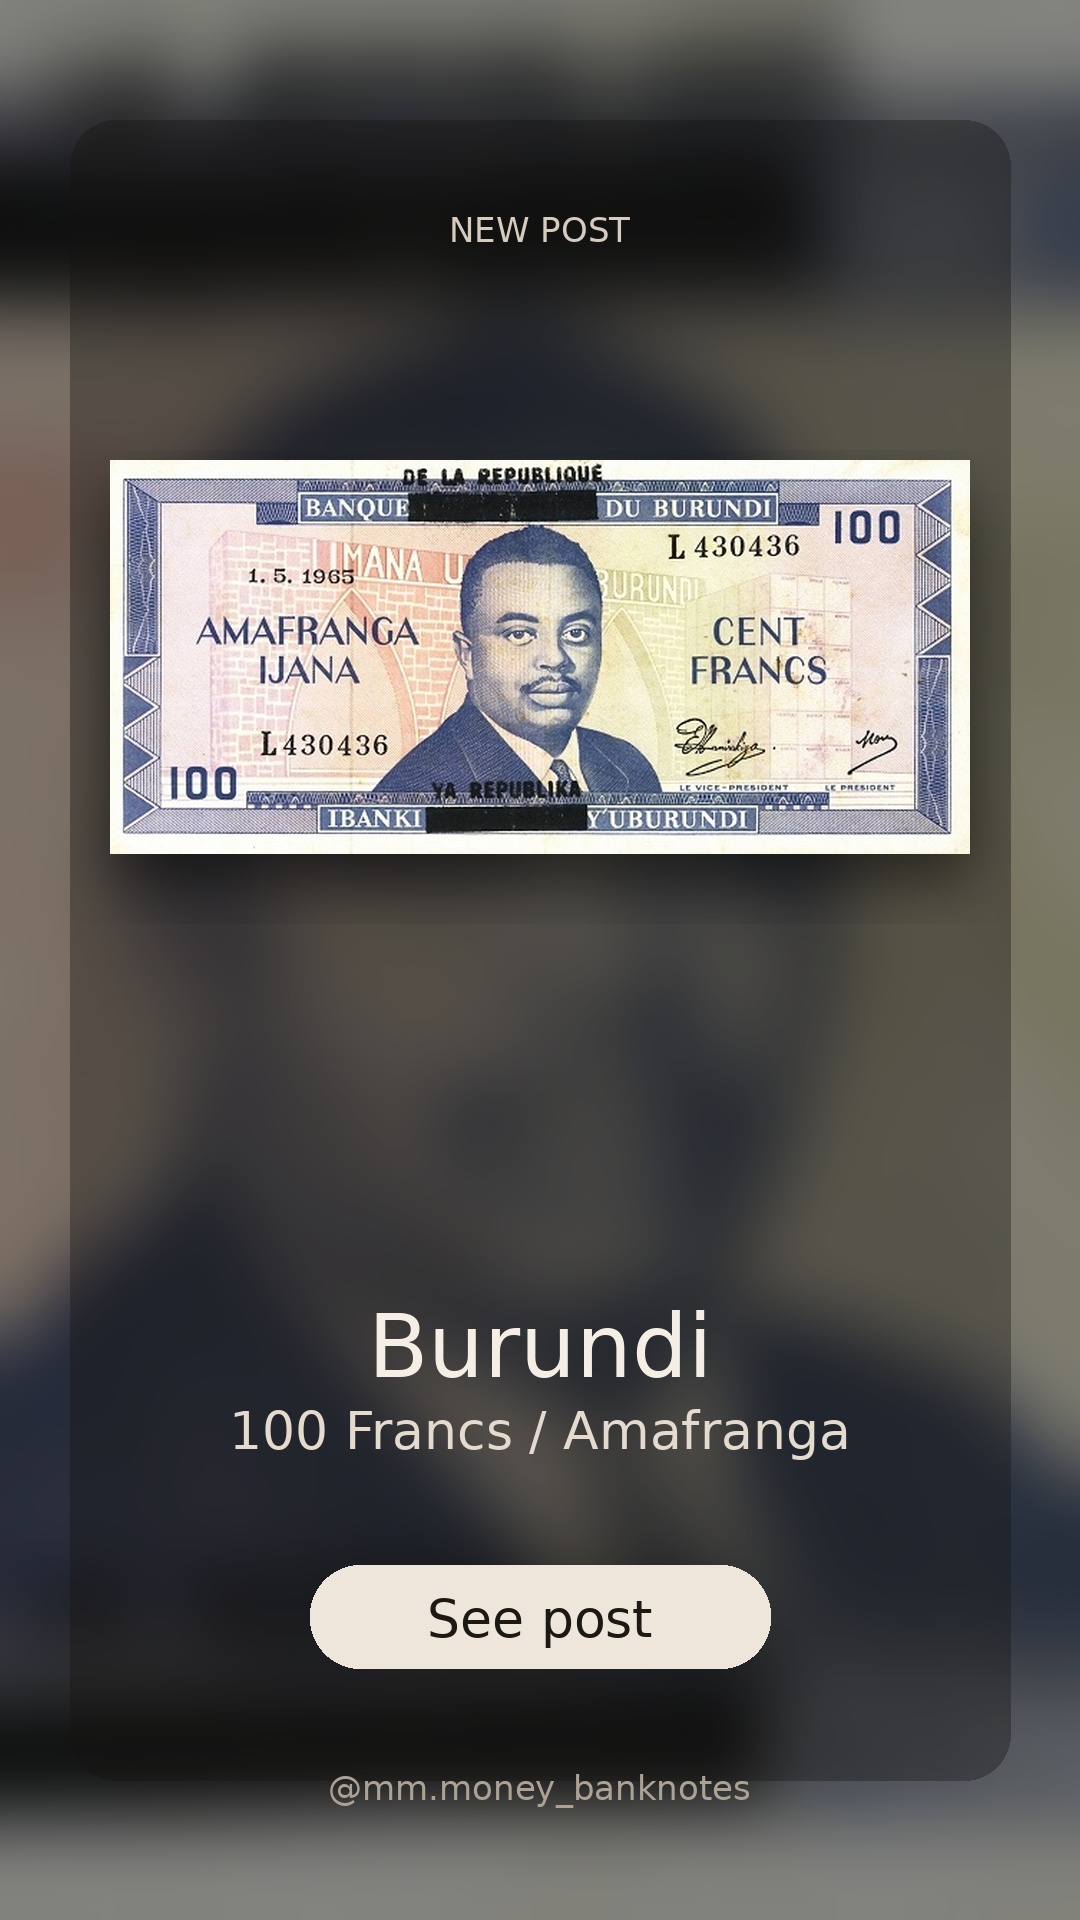 NEW POST
DE LA REPUBLIQUE
BANQUE DU BURUNDI
L 430436 100
1. 5. 1965
AMAFRANGA
IJANA
CENT
FRANCS
L 430436
100
YA REPUBLIKA
LE VICE-PRESIDENT LE PRÉSIDENT
IBANKI Y'UBURUNDI
Burundi
100 Francs / Amafranga
See post
@mm.money_banknotes